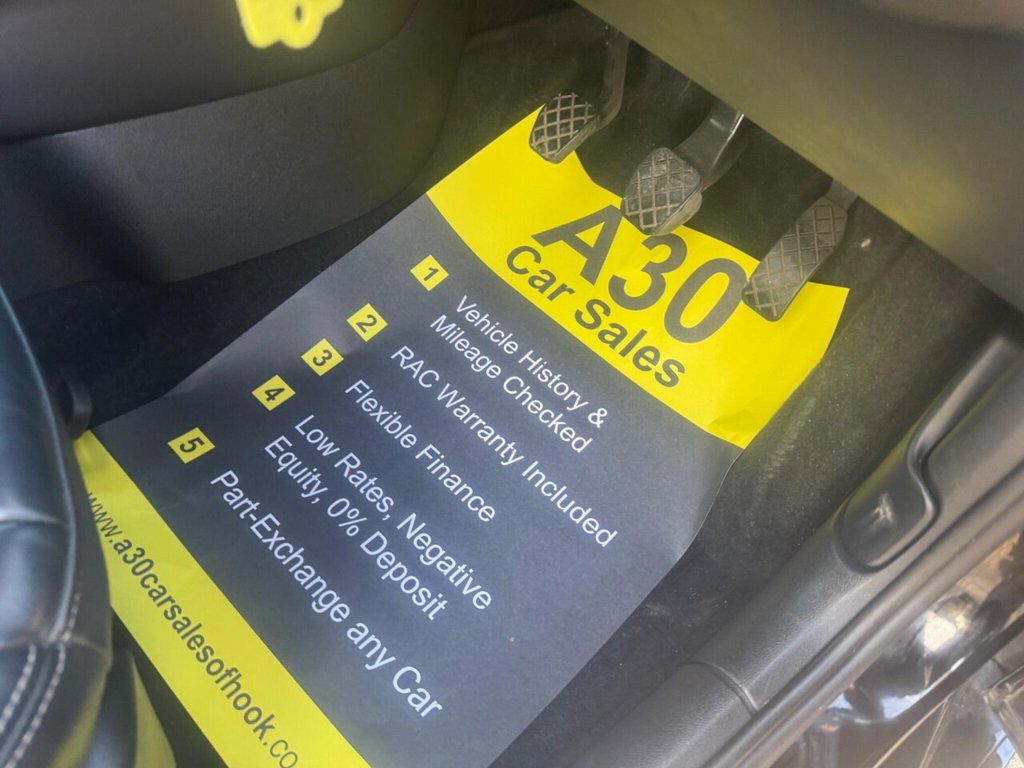 A30
Car Sales
1 Vehicle History &
Mileage Checked
2 RAC Warranty Included
3 Flexible Finance
4 Low Rates, Negative
Equity, 0% Deposit
5 Part-Exchange any Car
www.a30carsalesofhook.co